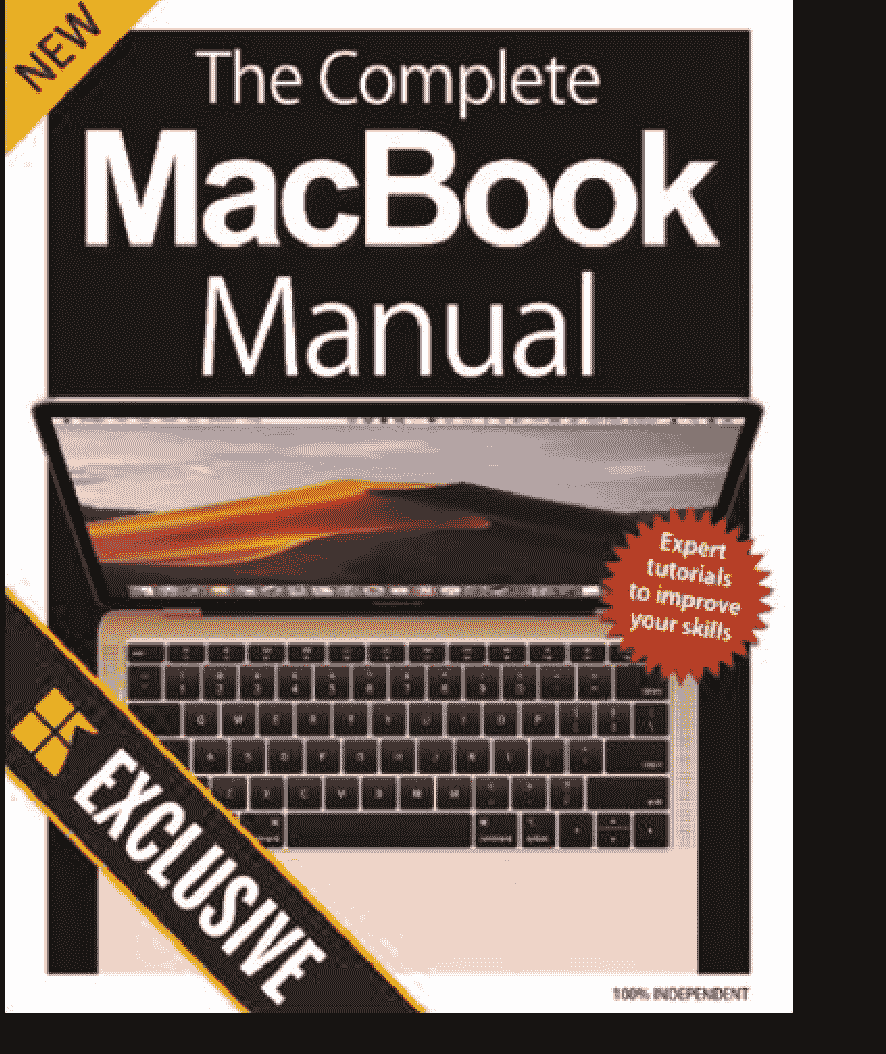 NEW
The Complete
MacBook
Manual
Expert
tutorials
to improve
your skills
EXCLUSIVE
100% INDEPENDENT